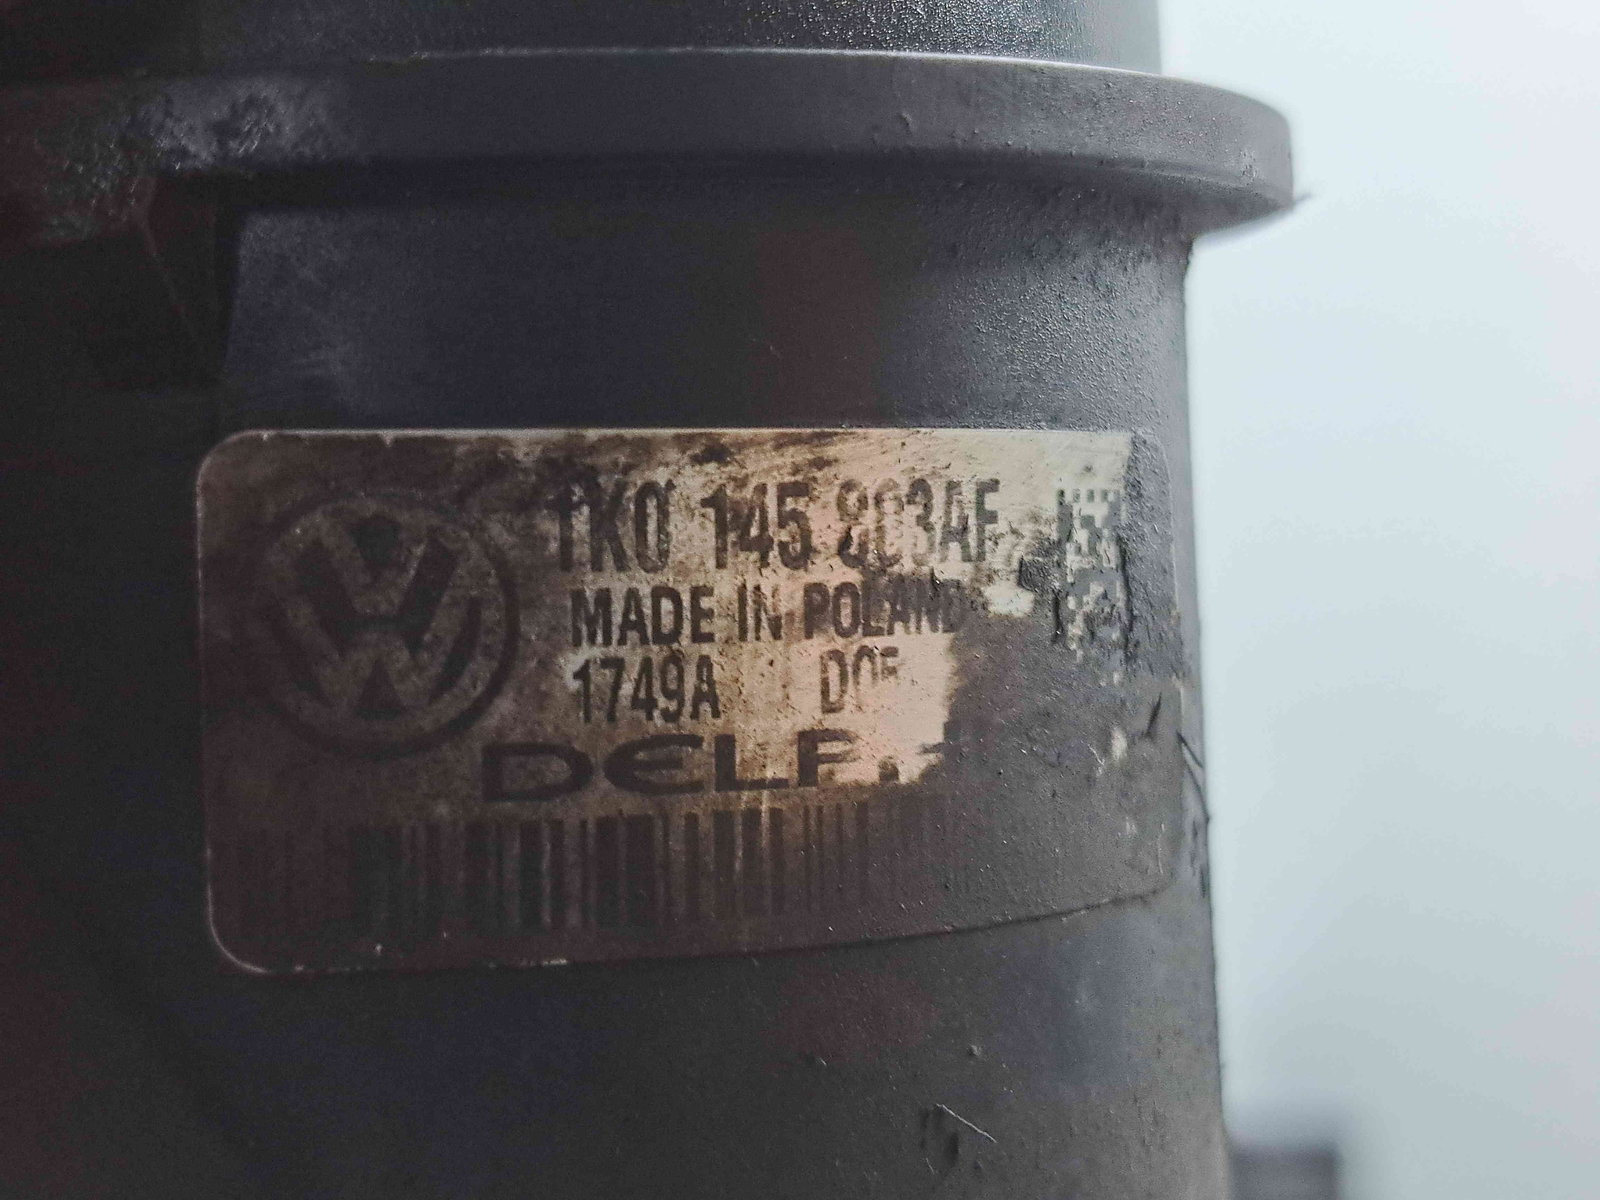 1K0 145 803AF
MADE IN POLAND
1749A
DELF